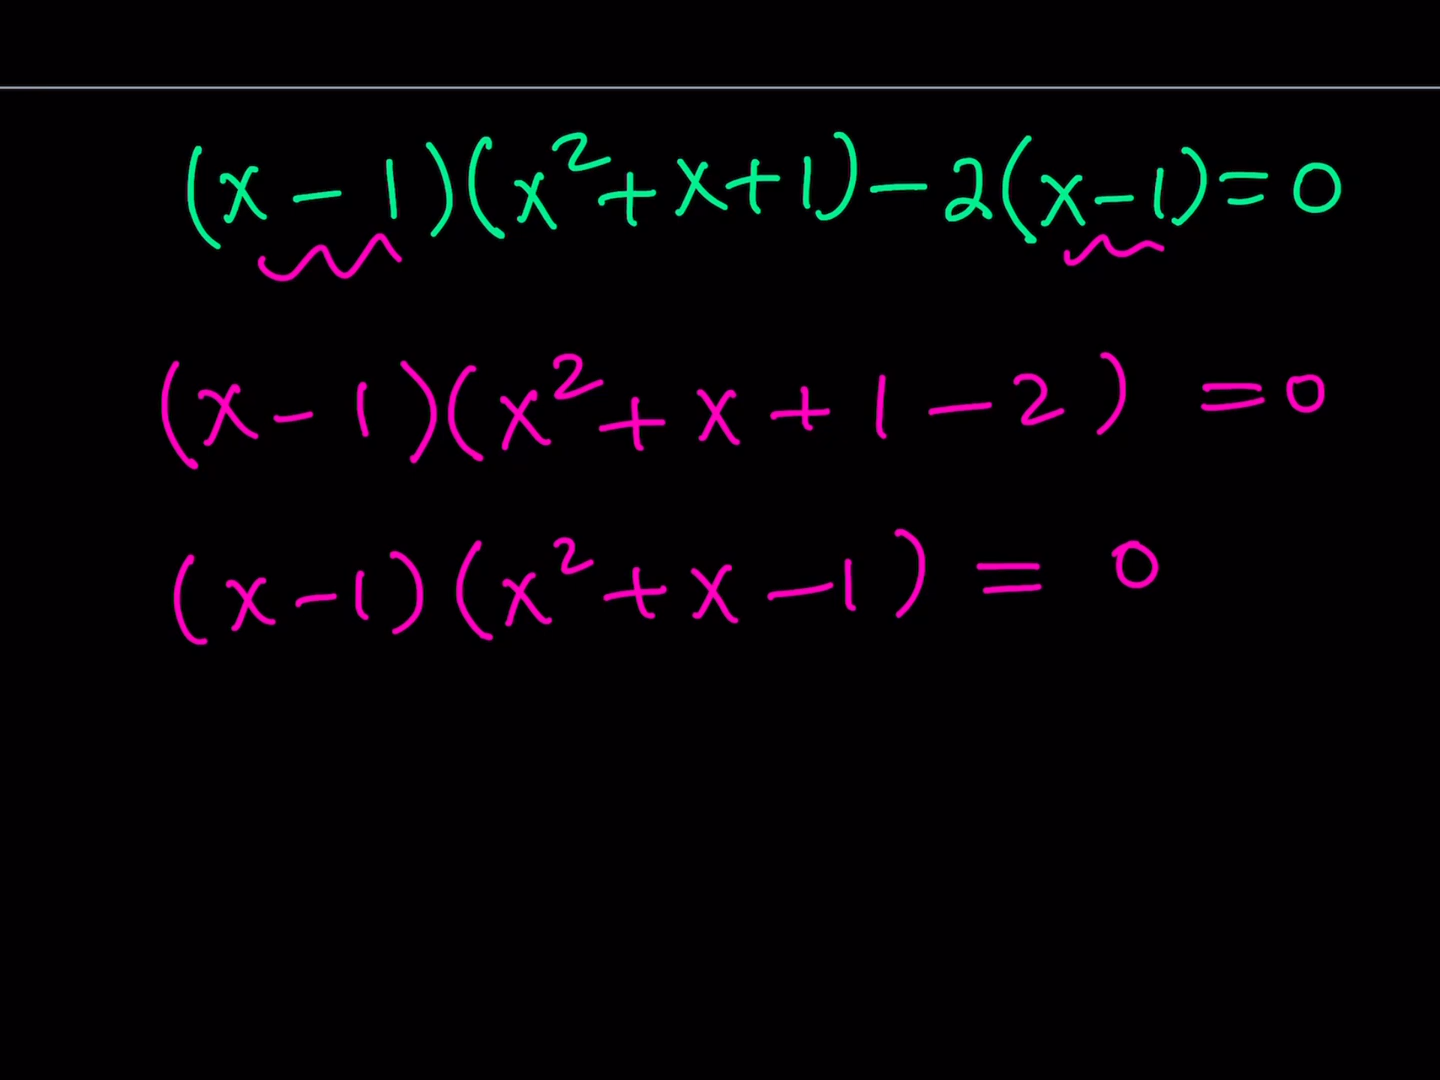 (x - 1)(x² + x + 1) - 2(x - 1) = 0
(x - 1)(x² + x + 1 - 2) = 0
(x - 1)(x² + x - 1) = 0